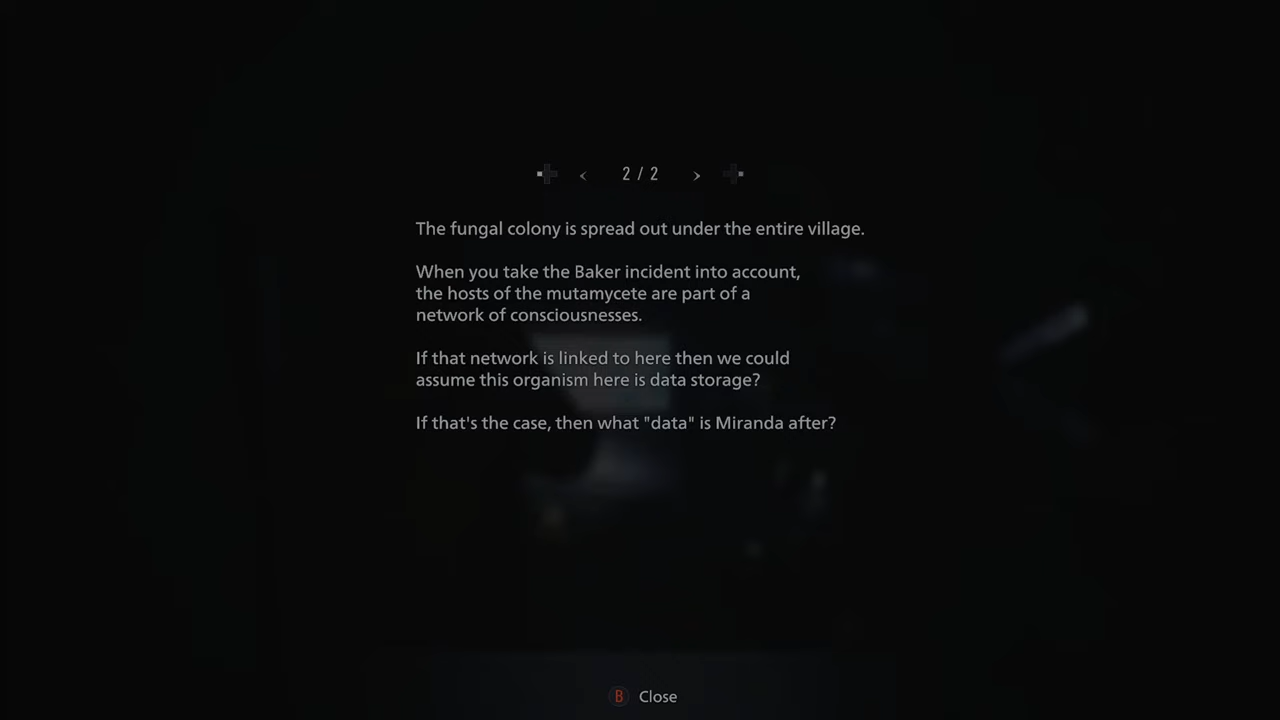 < 2 / 2 >
The fungal colony is spread out under the entire village.
When you take the Baker incident into account,
the hosts of the mutamycete are part of a
network of consciousnesses.
If that network is linked to here then we could
assume this organism here is data storage?
If that's the case, then what "data" is Miranda after?
B Close